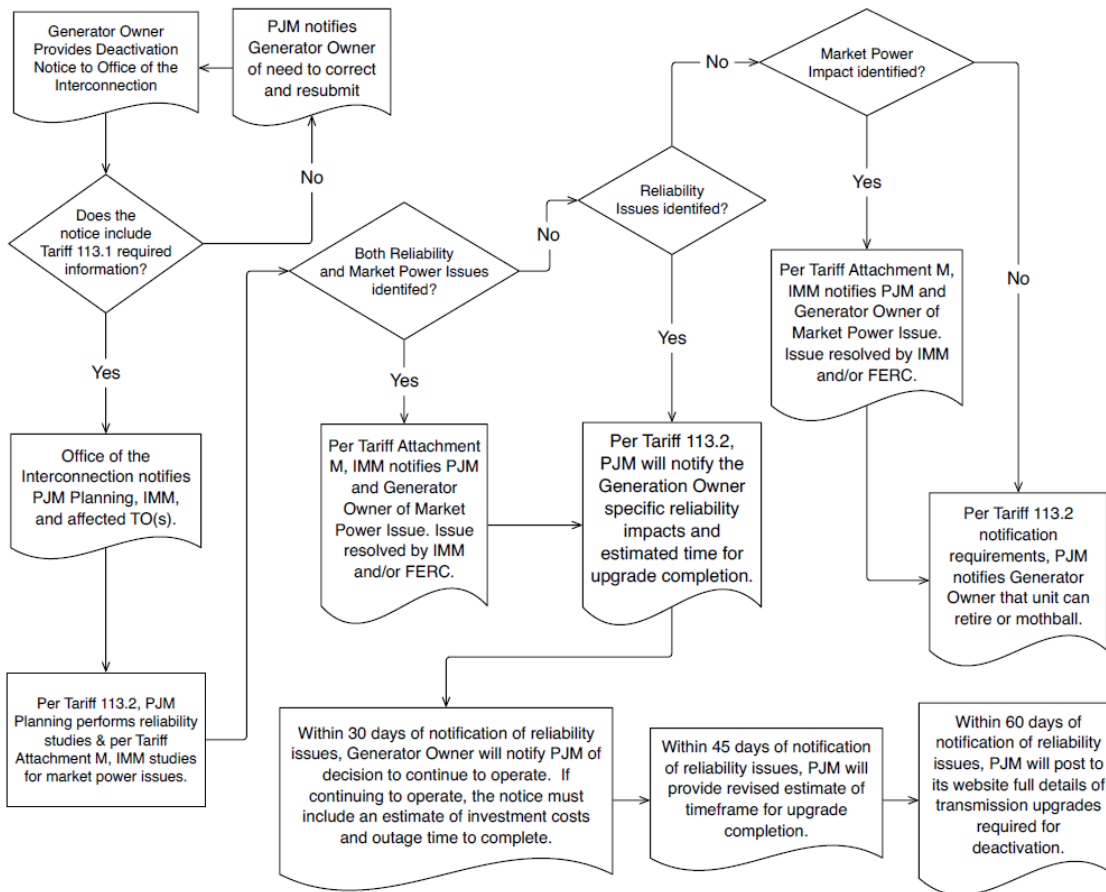 Generator Owner
Provides Deactivation
Notice to Office of the
Interconnection
PJM notifies
Generator Owner
of need to correct
and resubmit
No
Does the
notice include
Tariff 113.1 required
information?
Yes
Office of the
Interconnection notifies
PJM Planning, IMM,
and affected TO(s).
Per Tariff 113.2, PJM
Planning performs reliability
studies & per Tariff
Attachment M, IMM studies
for market power issues.
Both Reliability
and Market Power Issues
identifed?
No
Yes
Per Tariff Attachment
M, IMM notifies PJM
and Generator
Owner of Market
Power Issue. Issue
resolved by IMM
and/or FERC.
Reliability
Issues identifed?
No
Yes
Per Tariff 113.2,
PJM will notify the
Generation Owner
specific reliability
impacts and
estimated time for
upgrade completion.
Market Power
Impact identified?
Yes
No
Per Tariff Attachment M,
IMM notifies PJM and
Generator Owner of
Market Power Issue.
Issue resolved by IMM
and/or FERC.
Per Tariff 113.2
notification
requirements, PJM
notifies Generator
Owner that unit can
retire or mothball.
Within 30 days of notification of reliability
issues, Generator Owner will notify PJM of
decision to continue to operate. If
continuing to operate, the notice must
include an estimate of investment costs
and outage time to complete.
Within 45 days of notification
of reliability issues, PJM will
provide revised estimate of
timeframe for upgrade
completion.
Within 60 days of
notification of reliability
issues, PJM will post to
its website full details of
transmission upgrades
required for
deactivation.